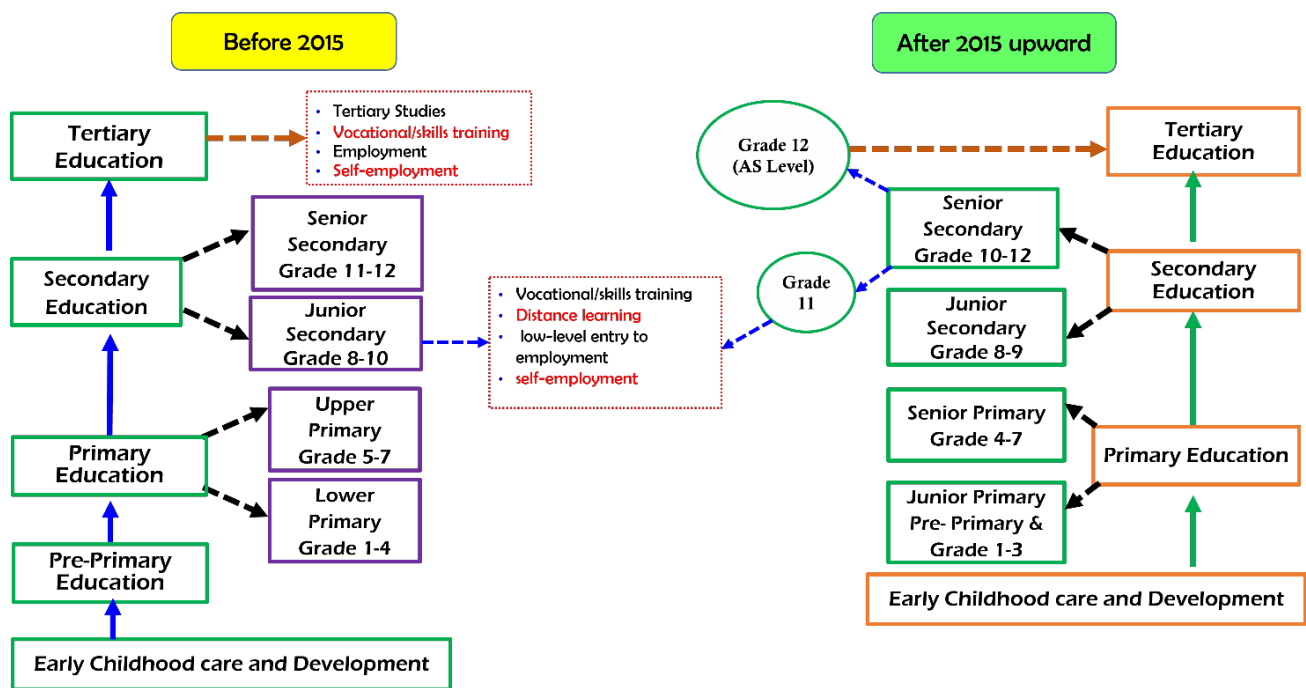 Before 2015
Tertiary
Education
• Tertiary Studies
• Vocational/skills training
• Employment
• Self-employment
Senior
Secondary
Grade 11-12
Secondary
Education
Junior
Secondary
Grade 8-10
Upper
Primary
Grade 5-7
Primary
Education
Lower
Primary
Grade 1-4
Pre-Primary
Education
Early Childhood care and Development
• Vocational/skills training
• Distance learning
• low-level entry to
employment
• self-employment
After 2015 upward
Grade 12
(AS Level)
Tertiary
Education
Senior
Secondary
Grade 10-12
Grade
11
Secondary
Education
Junior
Secondary
Grade 8-9
Senior Primary
Grade 4-7
Primary Education
Junior Primary
Pre- Primary &
Grade 1-3
Early Childhood care and Development